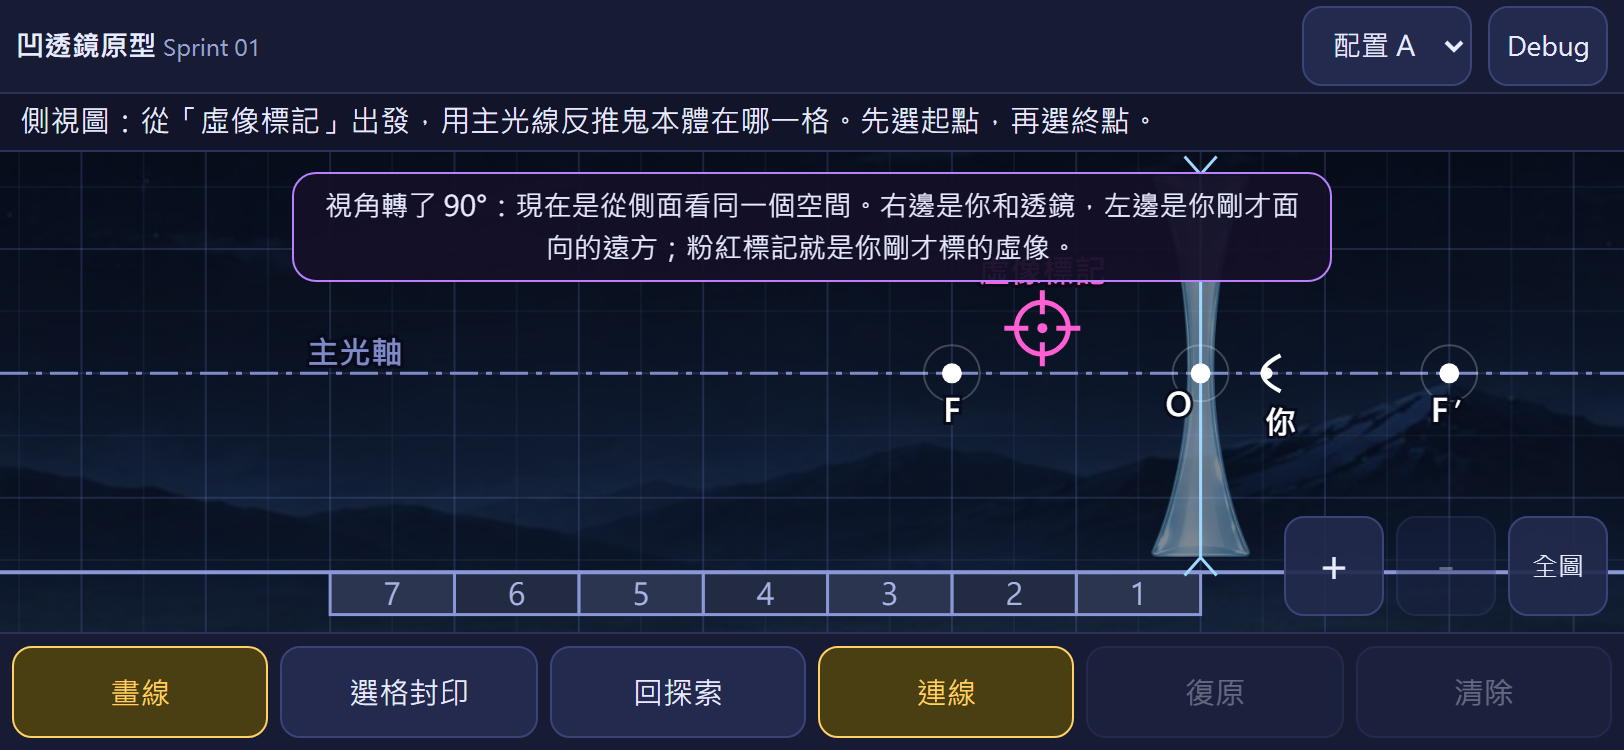 凹透鏡原型 Sprint 01
配置 A
Debug
側視圖：從「虛像標記」出發，用主光線反推鬼本體在哪一格。先選起點，再選終點。
視角轉了 90°：現在是從側面看同一個空間。右邊是你和透鏡，左邊是你剛才面
向的遠方；粉紅標記就是你剛才標的虛像。
虛像標記
主光軸
F
O
你
F′
+
-
全圖
7
6
5
4
3
2
1
畫線
選格封印
回探索
連線
復原
清除